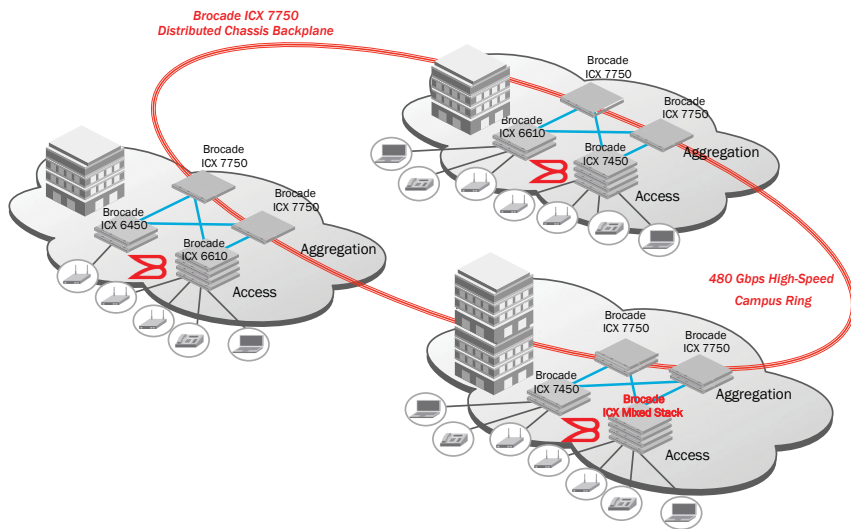 Brocade ICX 7750
Distributed Chassis Backplane
Brocade
ICX 7750
Brocade
ICX 7750
Brocade
ICX 6610
Brocade
ICX 7450
Aggregation
Access
Brocade
ICX 7750
Brocade
ICX 7750
Brocade
ICX 6450
Brocade
ICX 6610
Aggregation
Access
480 Gbps High-Speed
Campus Ring
Brocade
ICX 7750
Brocade
ICX 7750
Brocade
ICX 7450
Brocade
ICX Mixed Stack
Aggregation
Access